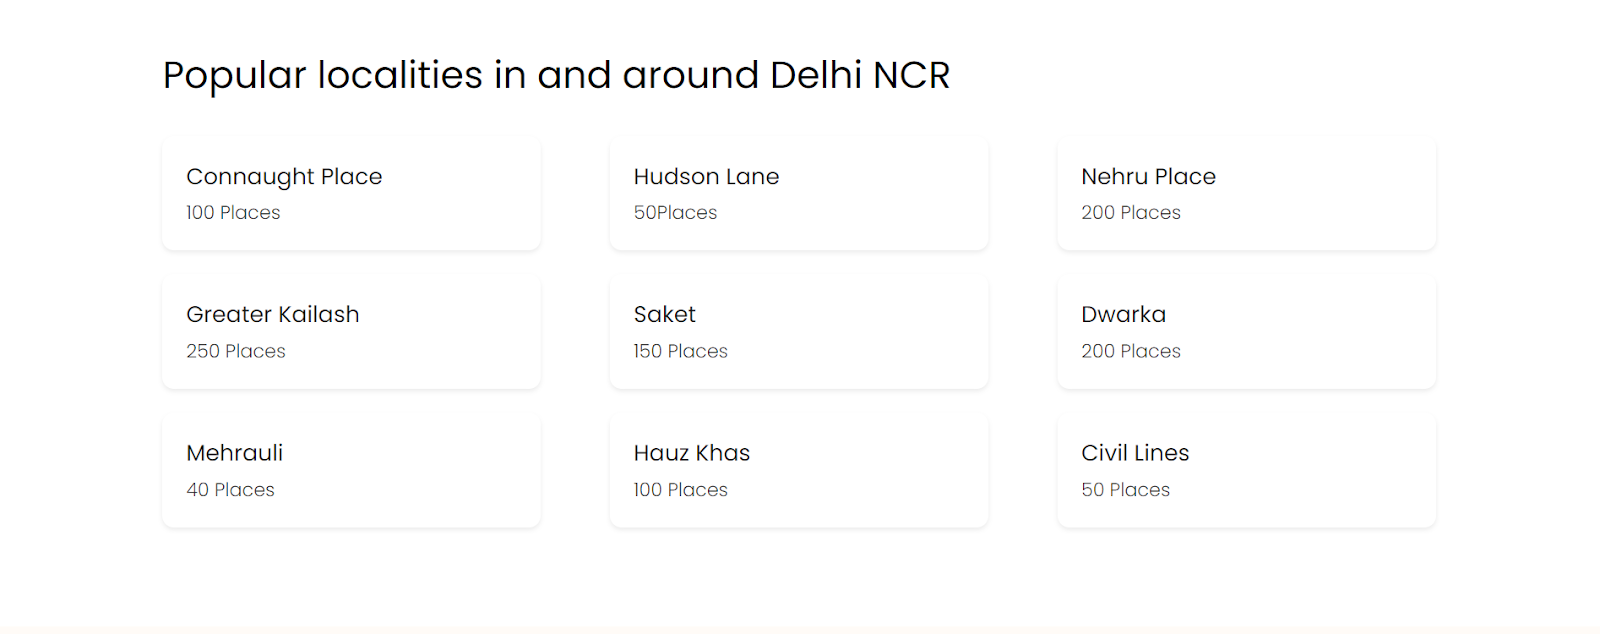 Popular localities in and around Delhi NCR
Connaught Place
100 Places
Hudson Lane
50Places
Nehru Place
200 Places
Greater Kailash
250 Places
Saket
150 Places
Dwarka
200 Places
Mehrauli
40 Places
Hauz Khas
100 Places
Civil Lines
50 Places